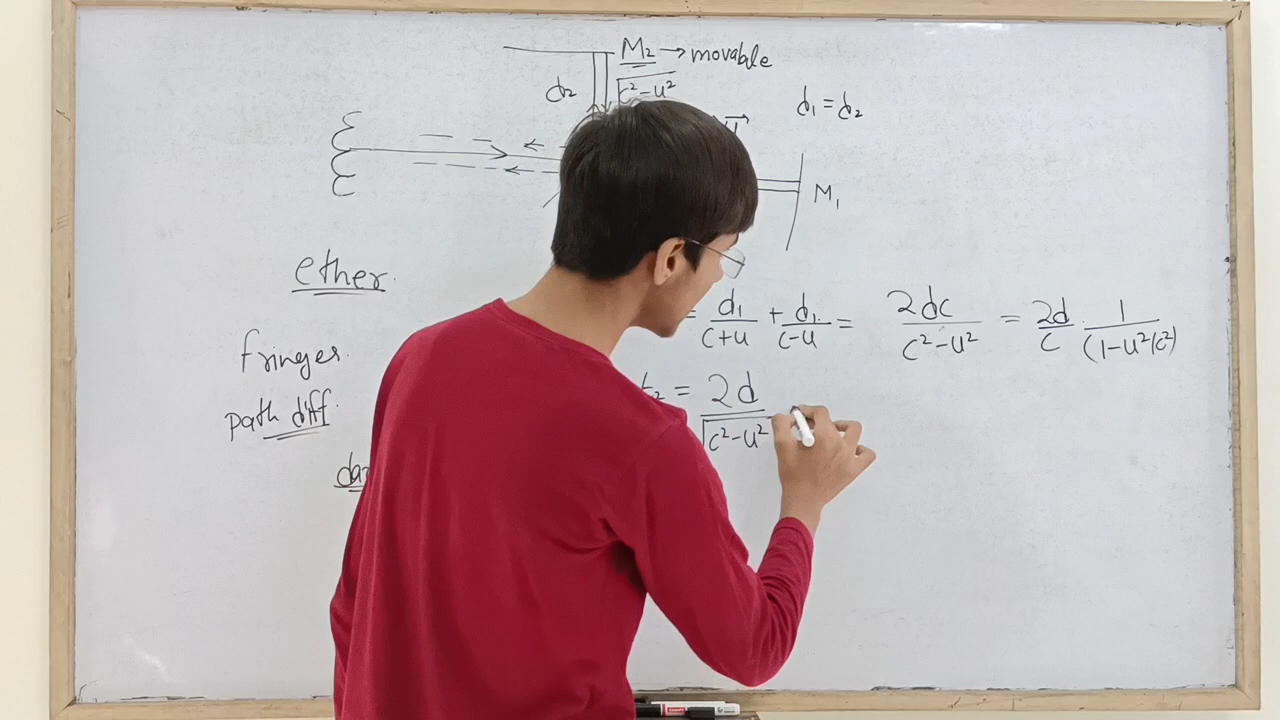 M2 → movable
d2 √c²-u²
d1 = d2
u
M1
ether.
fringes.
= d1/(c+u) + d1/(c-u) = 2dc/(c²-u²) = 2d/c · 1/(1-u²/c²)
path diff.
t2 = 2d/√(c²-u²)